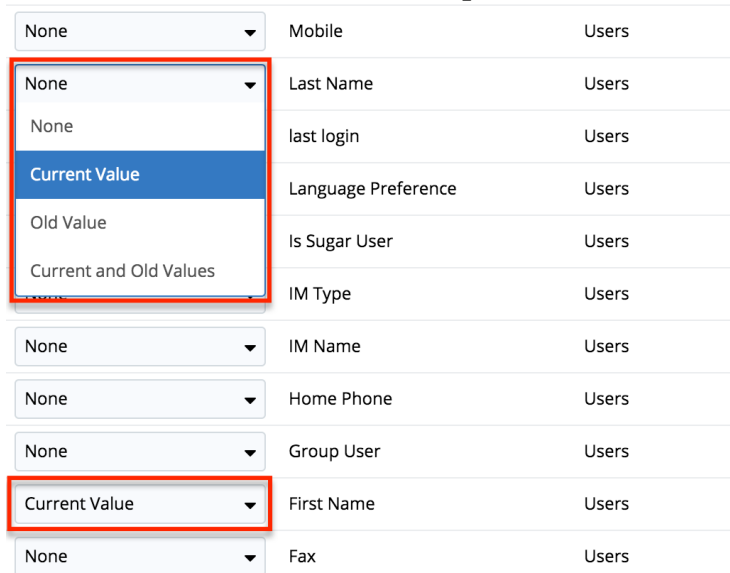 None Mobile Users
None Last Name Users
None
last login Users
Current Value
Language Preference Users
Old Value
Is Sugar User Users
Current and Old Values
IM Type Users
None IM Name Users
None Home Phone Users
None Group User Users
Current Value First Name Users
None Fax Users